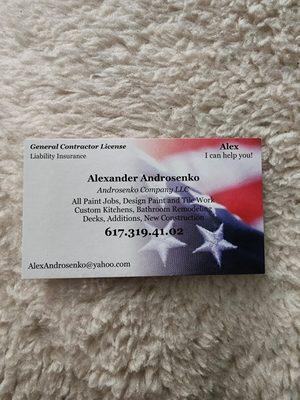 General Contractor License
Liability Insurance
Alex
I can help you!
Alexander Androsenko
Androsenko Company LLC
All Paint Jobs, Design Paint and Tile Work
Custom Kitchens, Bathroom Remodeling
Decks, Additions, New Construction
617.319.41.02
AlexAndrosenko@yahoo.com